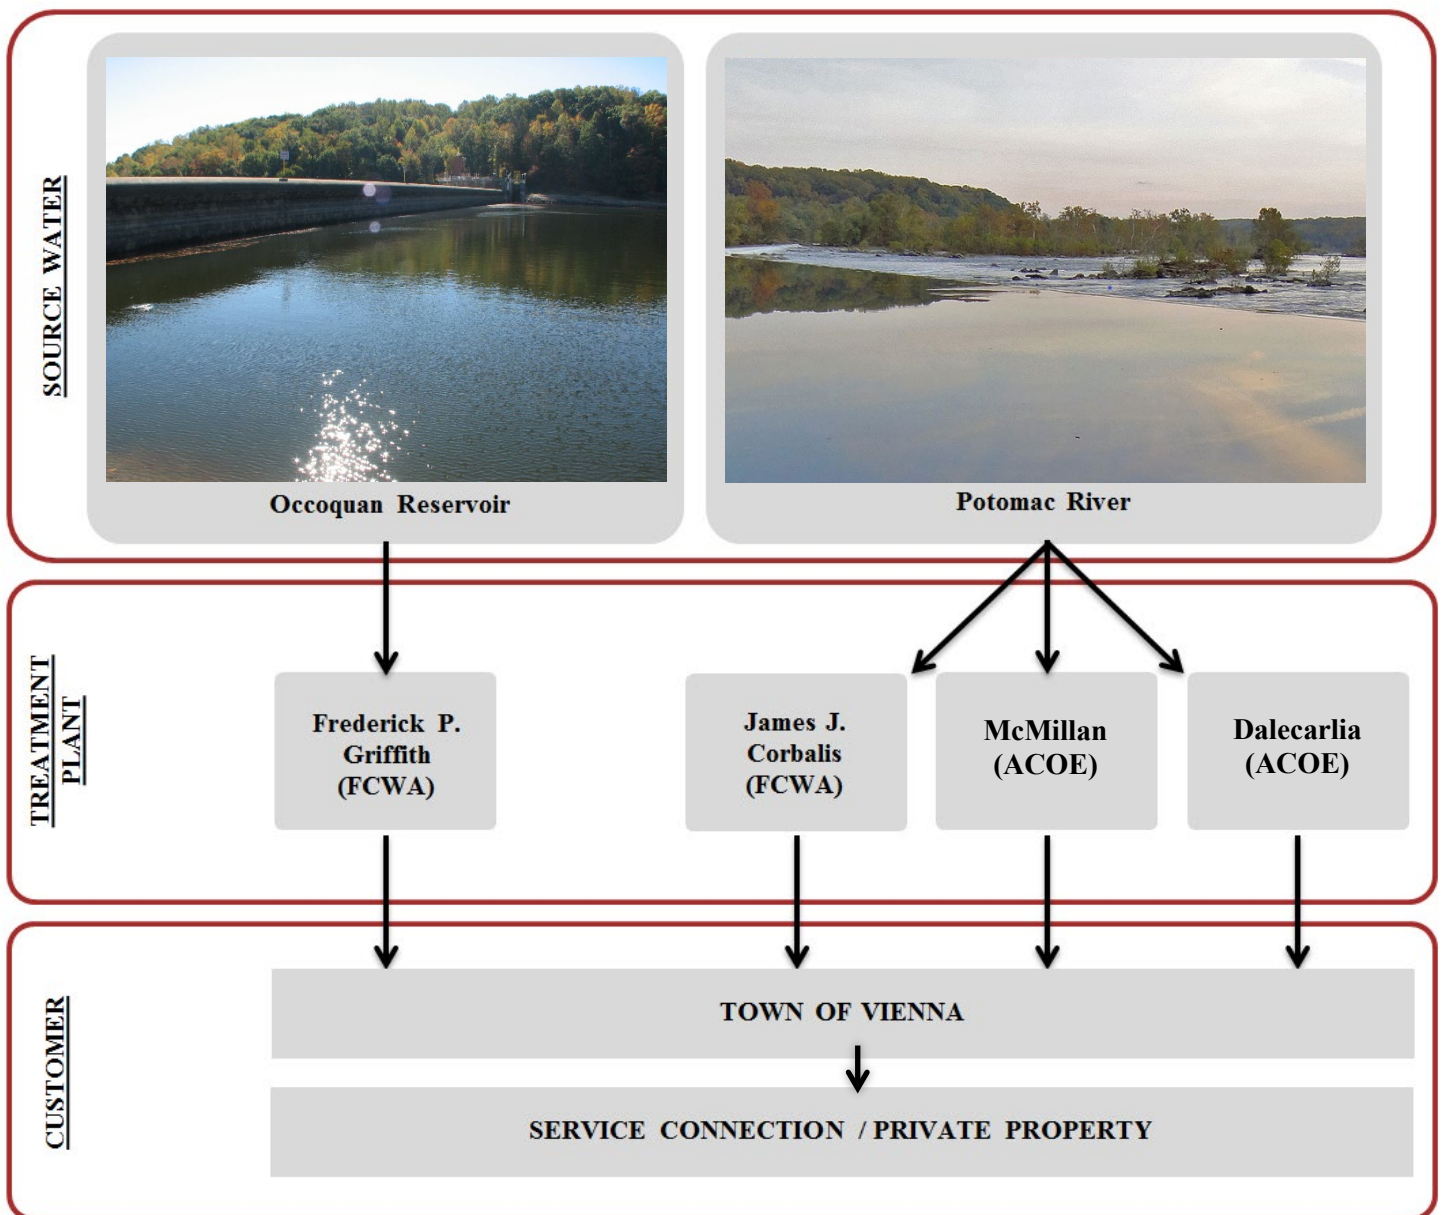 SOURCE WATER
Occoquan Reservoir
Potomac River
TREATMENT
PLANT
Frederick P.
Griffith
(FCWA)
James J.
Corbalis
(FCWA)
McMillan
(ACOE)
Dalecarlia
(ACOE)
CUSTOMER
TOWN OF VIENNA
SERVICE CONNECTION / PRIVATE PROPERTY